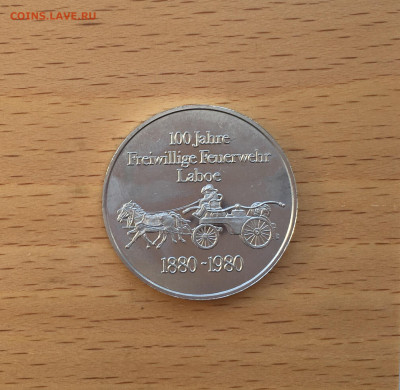 COINS.LAVE.RU
100 Jahre
Freiwillige Feuerwehr
Laboe
1880-1980